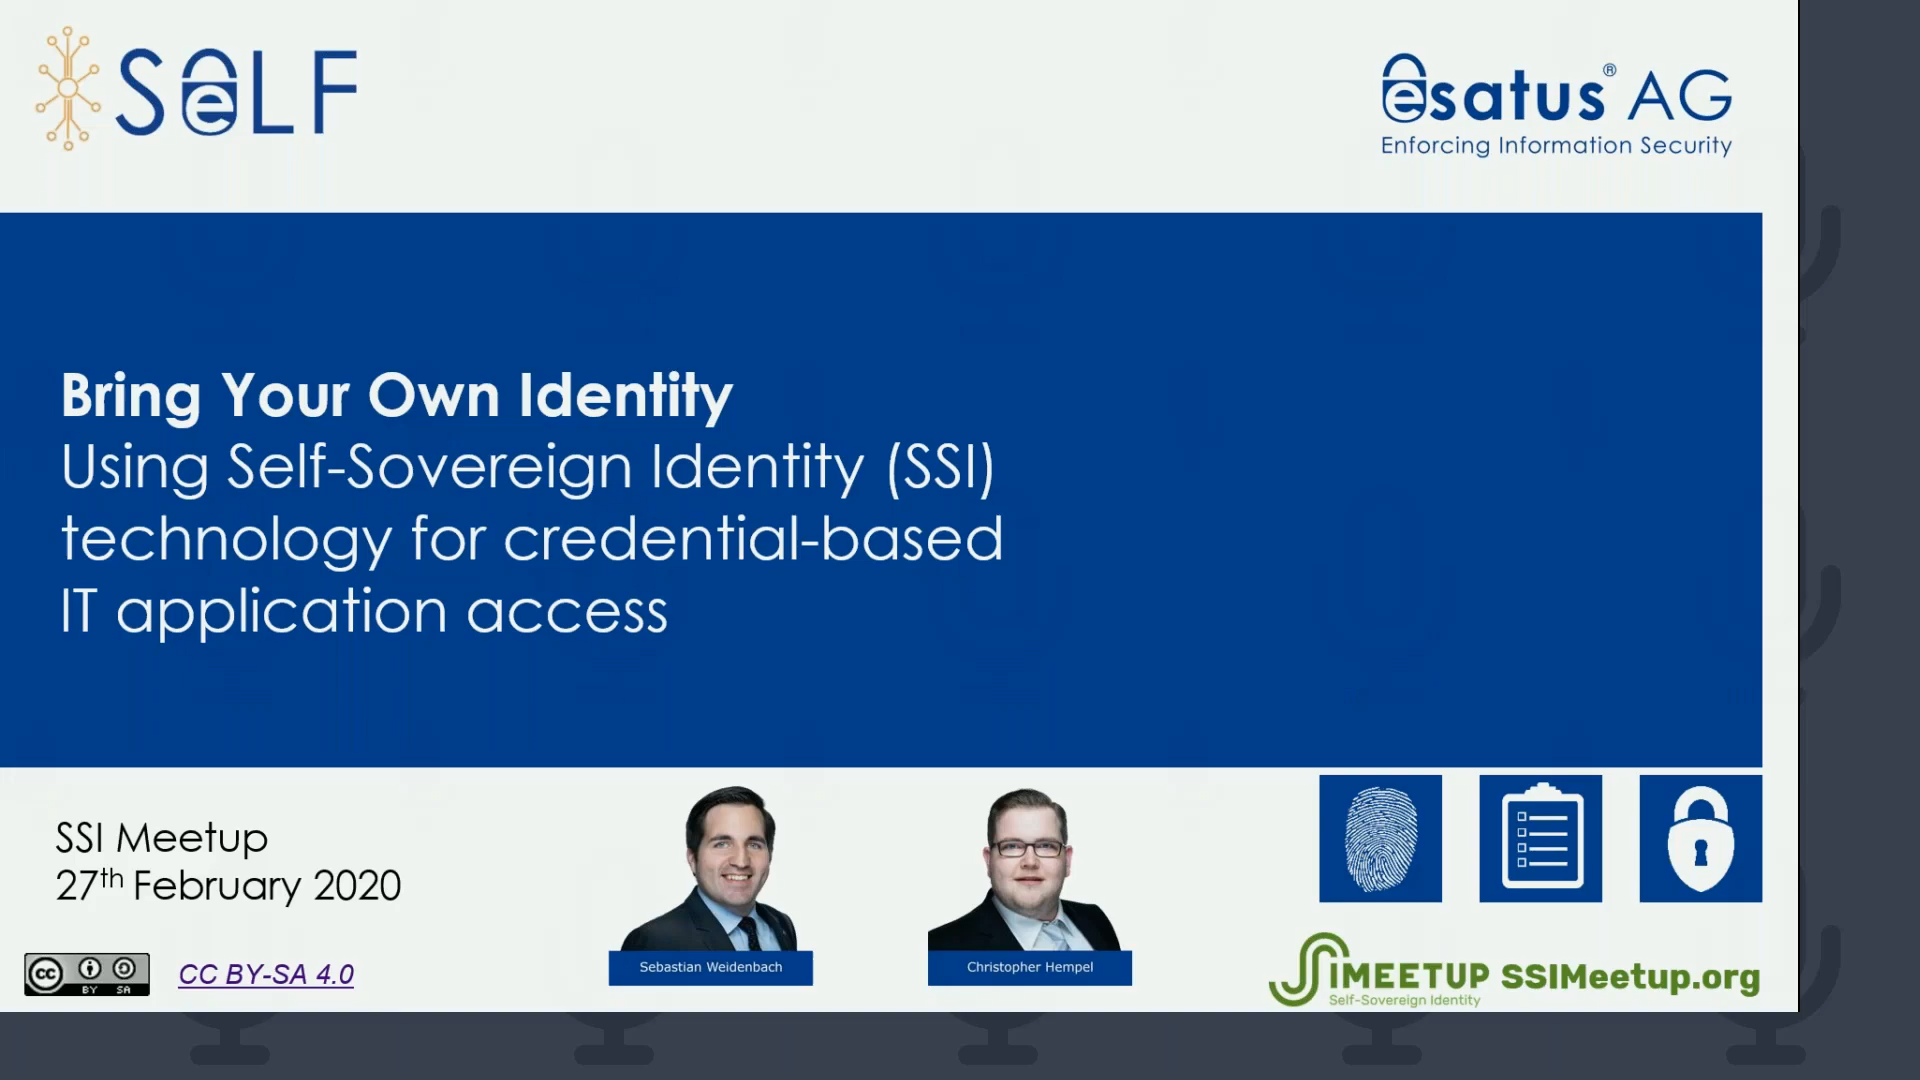 SeLF
esatus® AG
Enforcing Information Security
Bring Your Own Identity
Using Self-Sovereign Identity (SSI)
technology for credential-based
IT application access
SSI Meetup
27th February 2020
Sebastian Weidenbach
Christopher Hempel
cc BY SA
CC BY-SA 4.0
SSIMEETUP SSIMeetup.org
Self-Sovereign Identity